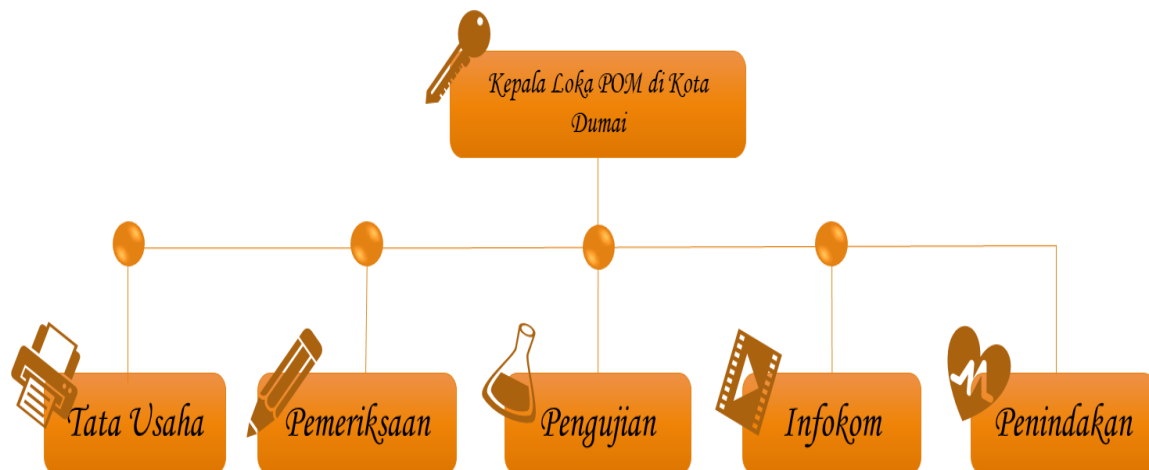 Kepala Loka POM di Kota
Dumai
Tata Usaha
Pemeriksaan
Pengujian
Infokom
Penindakan